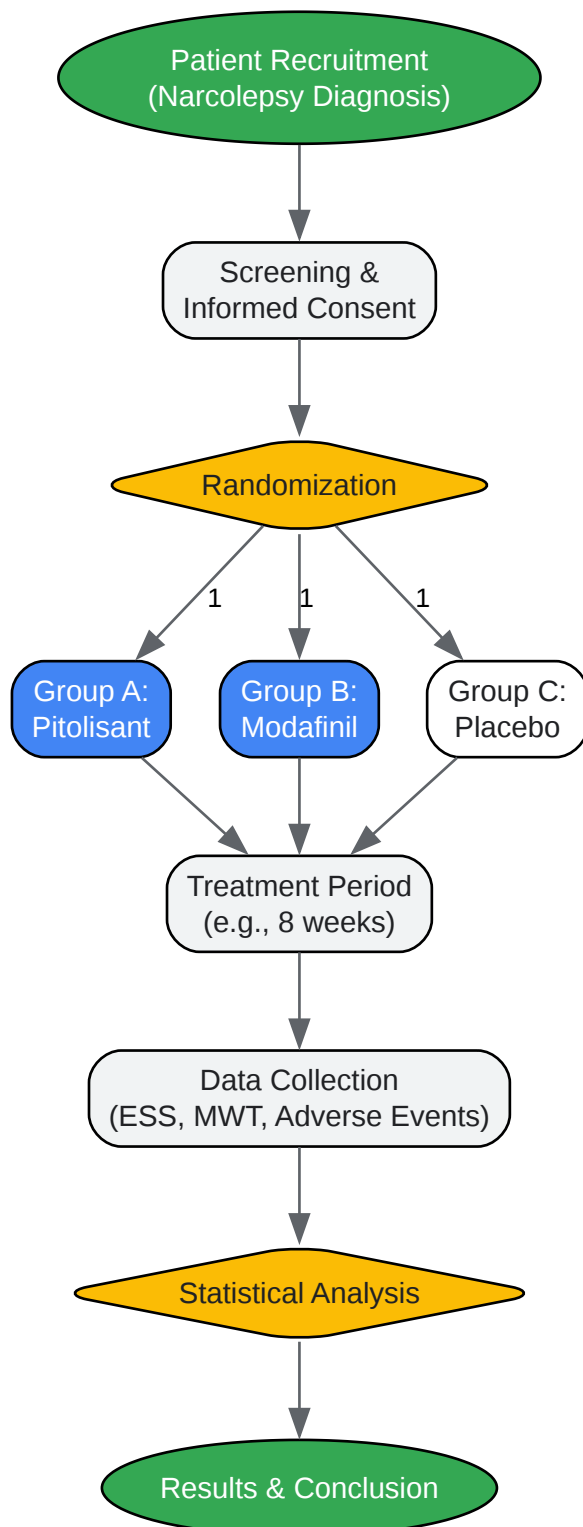 Patient Recruitment
(Narcolepsy Diagnosis)
Screening &
Informed Consent
Randomization
1
1
1
Group A:
Pitolisant
Group B:
Modafinil
Group C:
Placebo
Treatment Period
(e.g., 8 weeks)
Data Collection
(ESS, MWT, Adverse Events)
Statistical Analysis
Results & Conclusion